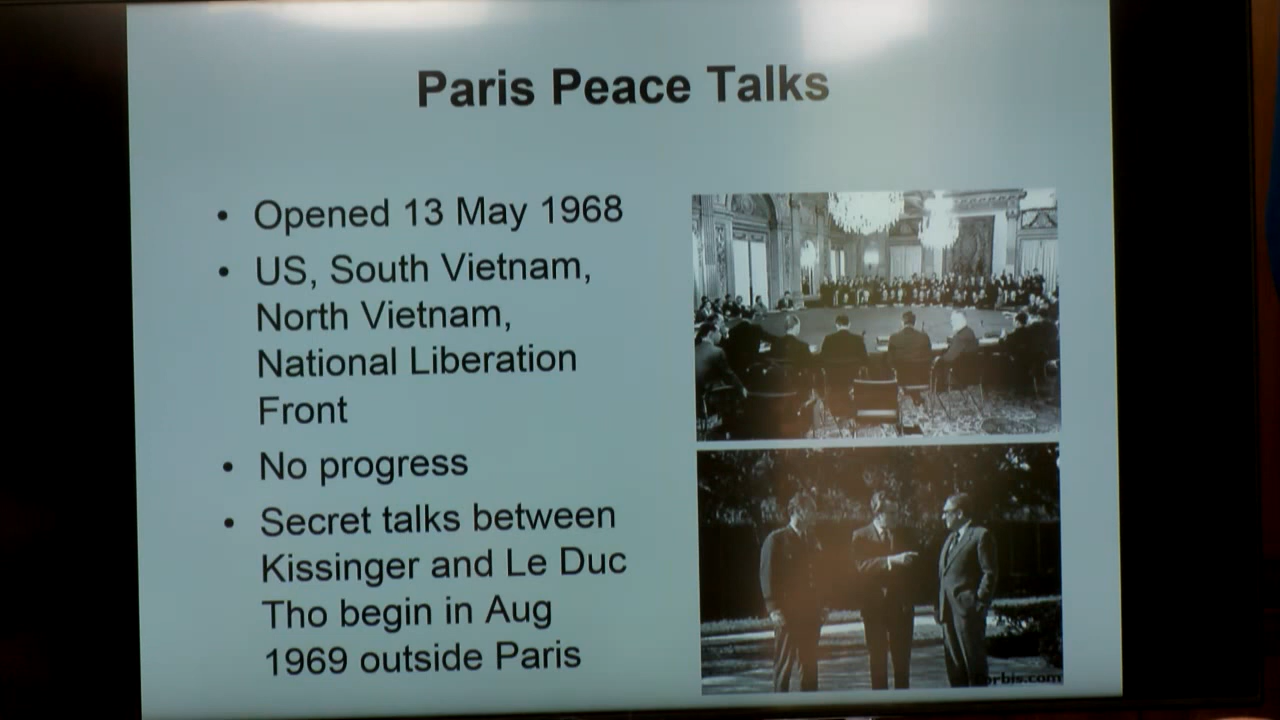 Paris Peace Talks
• Opened 13 May 1968
• US, South Vietnam,
North Vietnam,
National Liberation
Front
• No progress
• Secret talks between
Kissinger and Le Duc
Tho begin in Aug
1969 outside Paris